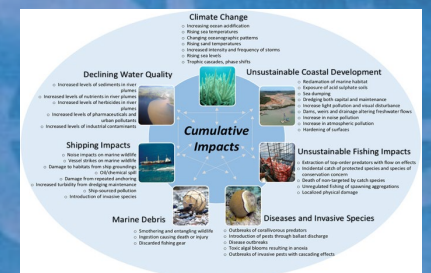 Climate Change
Increasing ocean acidification
Rising sea temperatures
Changing oceanographic patterns
Rising sand temperatures
Increased intensity and frequency of storms
Rising sea levels
Trophic cascades, phase shifts
Declining Water Quality
Increased levels of sediments in river
plumes
Increased levels of nutrients in river plumes
Increased levels of herbicides in river
plumes
Increased levels of pharmaceuticals and
urban pollutants
Increased levels of industrial contaminants
Unsustainable Coastal Development
Reclamation of marine habitat
Exposure of acid sulphate soils
Sea dumping
Dredging both capital and maintenance
Increase light pollution and visual disturbance
Dams, weirs and drainage altering freshwater flows
Increase in noise pollution
Increase in atmospheric pollution
Hardening of surfaces
Cumulative
Impacts
Shipping Impacts
Noise impacts on marine wildlife
Vessel strikes on marine wildlife
Damage to habitats from ship groundings
Oil/chemical spill
Damage from repeated anchoring
Increased turbidity from dredging maintenance
Ship-sourced pollution
Introduction of invasive species
Unsustainable Fishing Impacts
Extraction of top-order predators with flow on effects
Incidental catch of protected species and species of
conservation concern
Death of non-targeted by catch species
Unregulated fishing of spawning aggregations
Localised physical damage
Marine Debris
Smothering and entangling wildlife
Ingestion causing death or injury
Discarded fishing gear
Diseases and Invasive Species
Outbreaks of corallivorous predators
Introduction of pests through ballast discharge
Disease outbreaks
Toxic algal blooms resulting in anoxia
Outbreaks of invasive pests with cascading effects